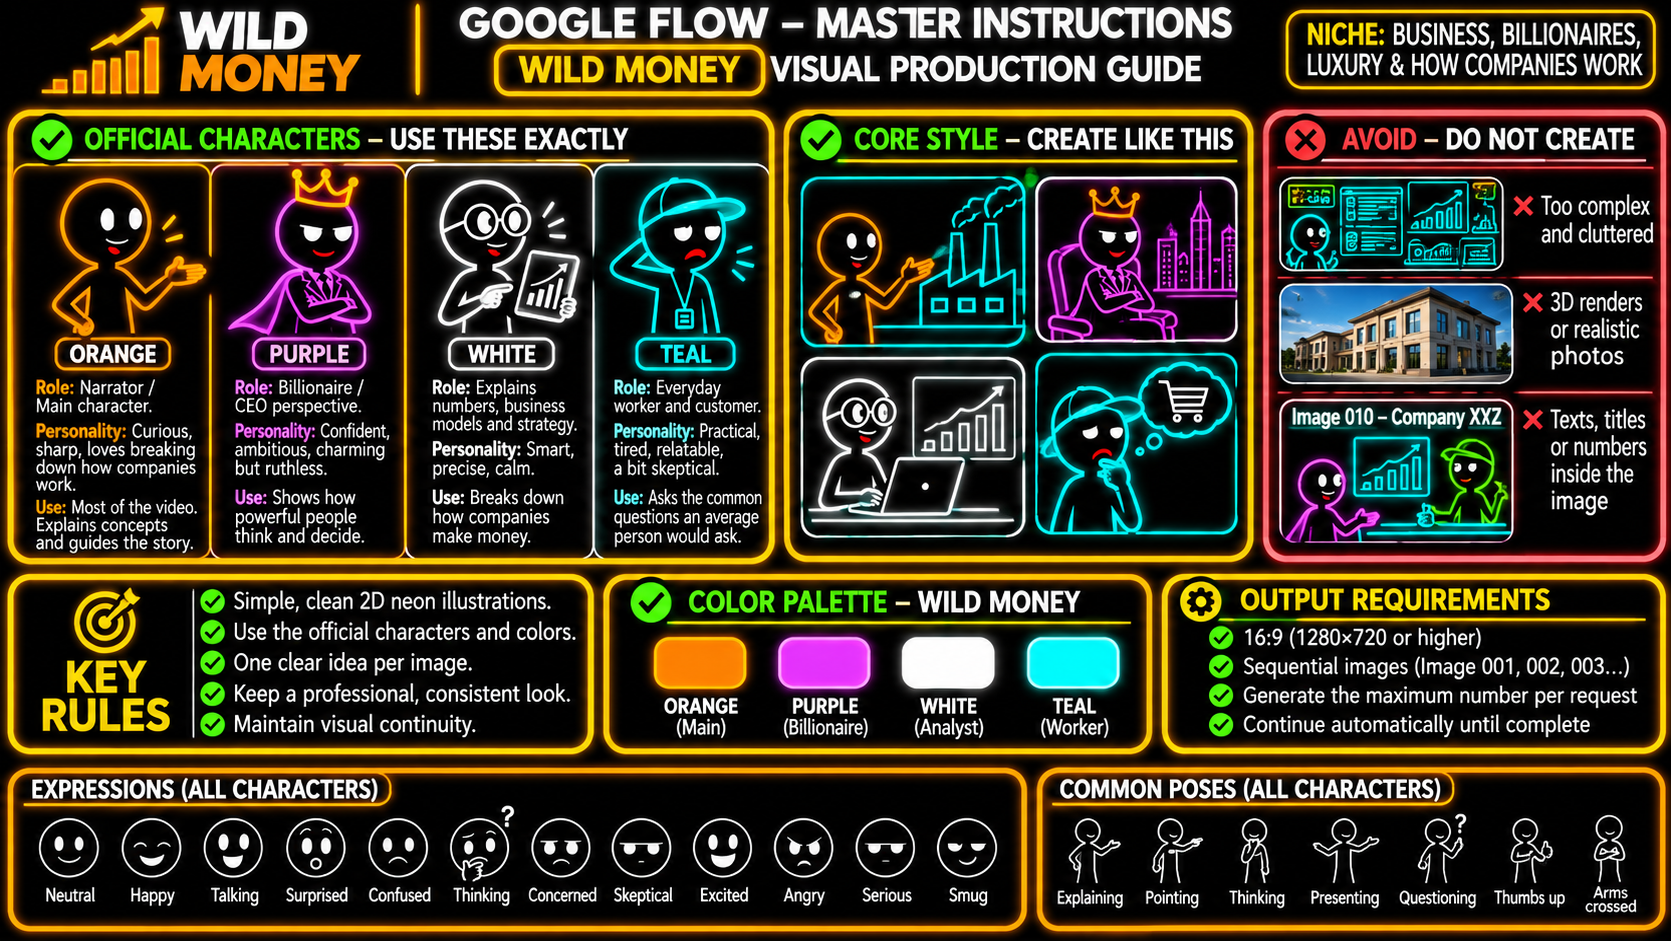 WILD
MONEY
GOOGLE FLOW – MASTER INSTRUCTIONS
WILD MONEY VISUAL PRODUCTION GUIDE
NICHE: BUSINESS, BILLIONAIRES,
LUXURY & HOW COMPANIES WORK
OFFICIAL CHARACTERS – USE THESE EXACTLY
ORANGE
Role: Narrator /
Main character.
Personality: Curious,
sharp, loves breaking
down how companies
work.
Use: Most of the video.
Explains concepts
and guides the story.
PURPLE
Role: Billionaire /
CEO perspective.
Personality: Confident,
ambitious, charming
but ruthless.
Use: Shows how
powerful people
think and decide.
WHITE
Role: Explains
numbers, business
models and strategy.
Personality: Smart,
precise, calm.
Use: Breaks down
how companies
make money.
TEAL
Role: Everyday
worker and customer.
Personality: Practical,
tired, relatable,
a bit skeptical.
Use: Asks the common
questions an average
person would ask.
CORE STYLE – CREATE LIKE THIS
AVOID – DO NOT CREATE
Too complex
and cluttered
3D renders
or realistic
photos
Image 010 – Company XXZ
Texts, titles
or numbers
inside the
image
KEY
RULES
Simple, clean 2D neon illustrations.
Use the official characters and colors.
One clear idea per image.
Keep a professional, consistent look.
Maintain visual continuity.
COLOR PALETTE – WILD MONEY
ORANGE
(Main)
PURPLE
(Billionaire)
WHITE
(Analyst)
TEAL
(Worker)
OUTPUT REQUIREMENTS
16:9 (1280×720 or higher)
Sequential images (Image 001, 002, 003...)
Generate the maximum number per request
Continue automatically until complete
EXPRESSIONS (ALL CHARACTERS)
?
Neutral
Happy
Talking
Surprised
Confused
Thinking
Concerned
Skeptical
Excited
Angry
Serious
Smug
COMMON POSES (ALL CHARACTERS)
?
Explaining
Pointing
Thinking
Presenting
Questioning
Thumbs up
Arms
crossed